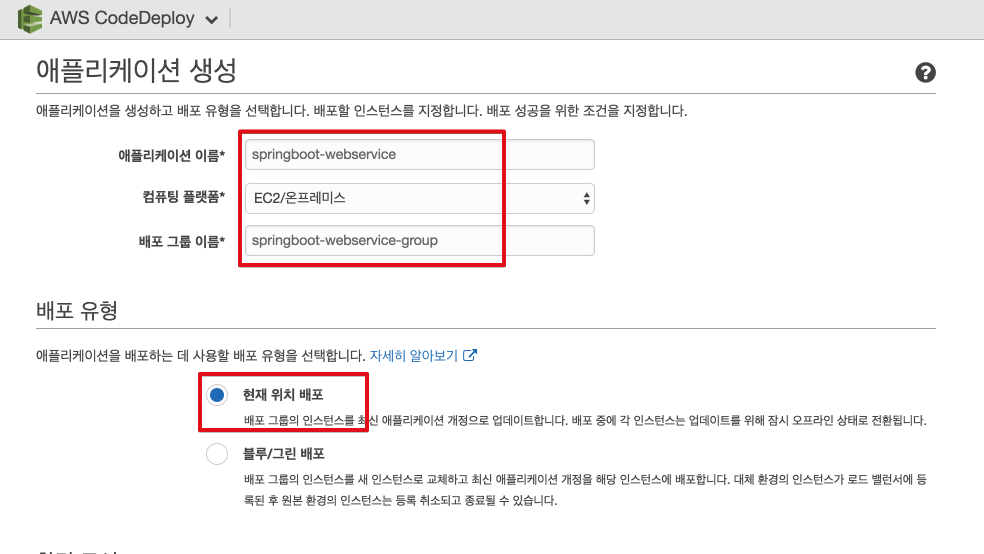 AWS CodeDeploy
애플리케이션 생성
애플리케이션을 생성하고 배포 유형을 선택합니다. 배포할 인스턴스를 지정합니다. 배포 성공을 위한 조건을 지정합니다.
애플리케이션 이름* springboot-webservice
컴퓨팅 플랫폼* EC2/온프레미스
배포 그룹 이름* springboot-webservice-group
배포 유형
애플리케이션을 배포하는 데 사용할 배포 유형을 선택합니다. 자세히 알아보기
현재 위치 배포
배포 그룹의 인스턴스를 최신 애플리케이션 개정으로 업데이트합니다. 배포 중에 각 인스턴스는 업데이트를 위해 잠시 오프라인 상태로 전환됩니다.
블루/그린 배포
배포 그룹의 인스턴스를 새 인스턴스로 교체하고 최신 애플리케이션 개정을 해당 인스턴스에 배포합니다. 대체 환경의 인스턴스가 로드 밸런서에 등
록된 후 원본 환경의 인스턴스는 등록 취소되고 종료될 수 있습니다.